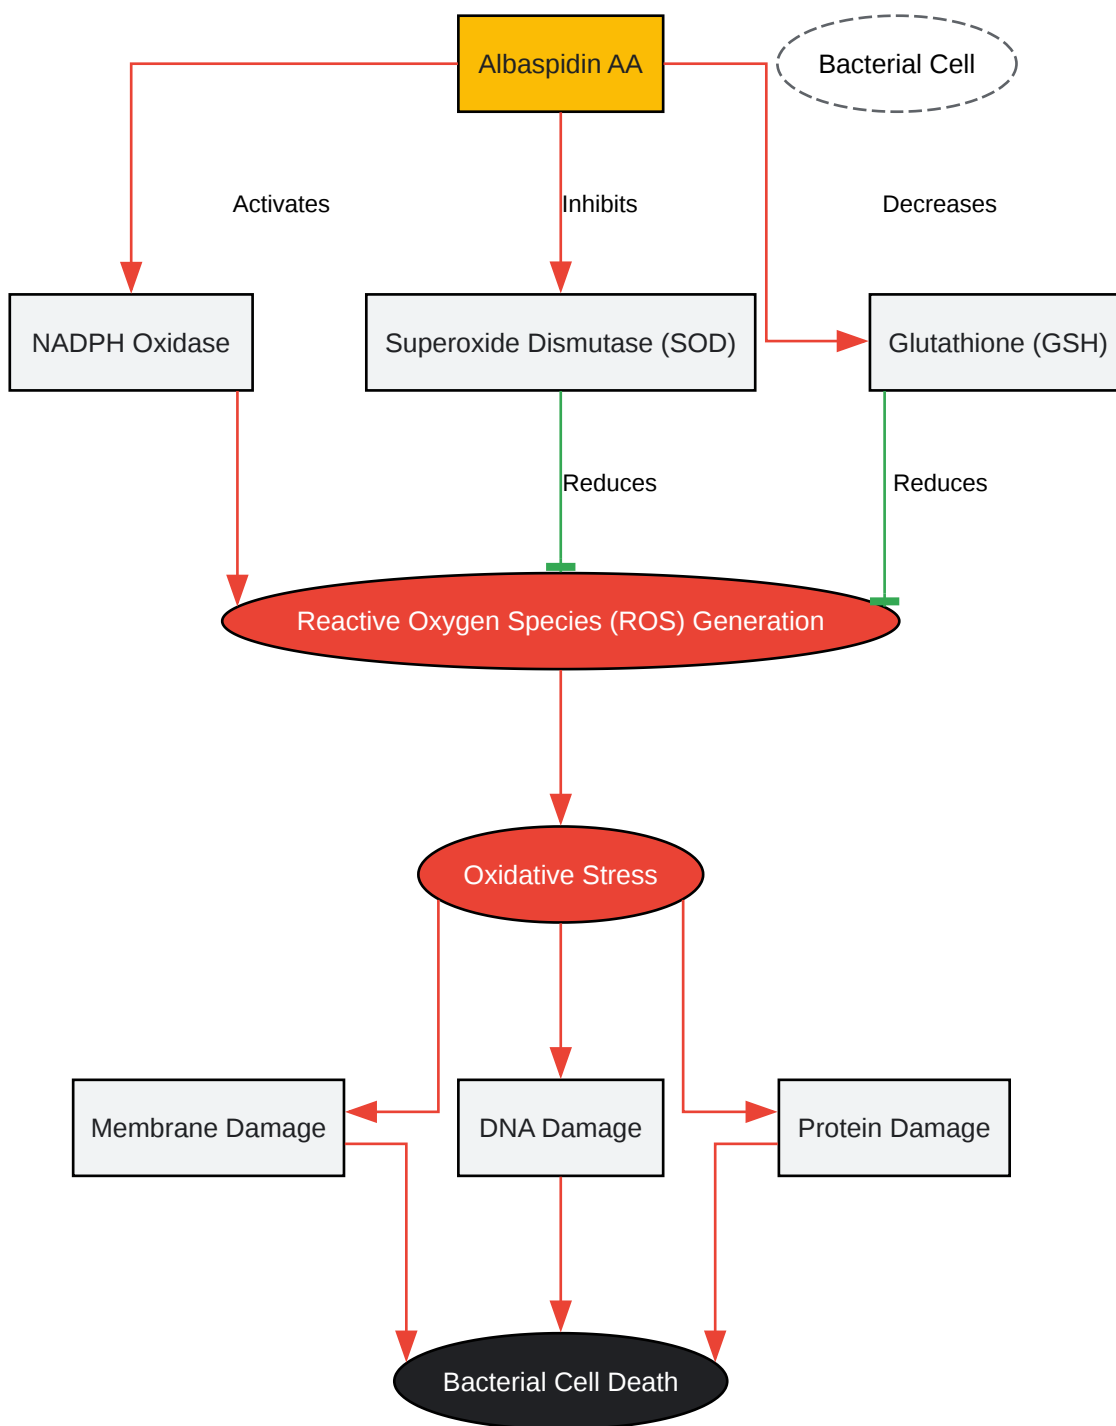 Albaspidin AA
Bacterial Cell
Activates
Inhibits
Decreases
NADPH Oxidase
Superoxide Dismutase (SOD)
Glutathione (GSH)
Reduces
Reduces
Reactive Oxygen Species (ROS) Generation
Oxidative Stress
Membrane Damage
DNA Damage
Protein Damage
Bacterial Cell Death